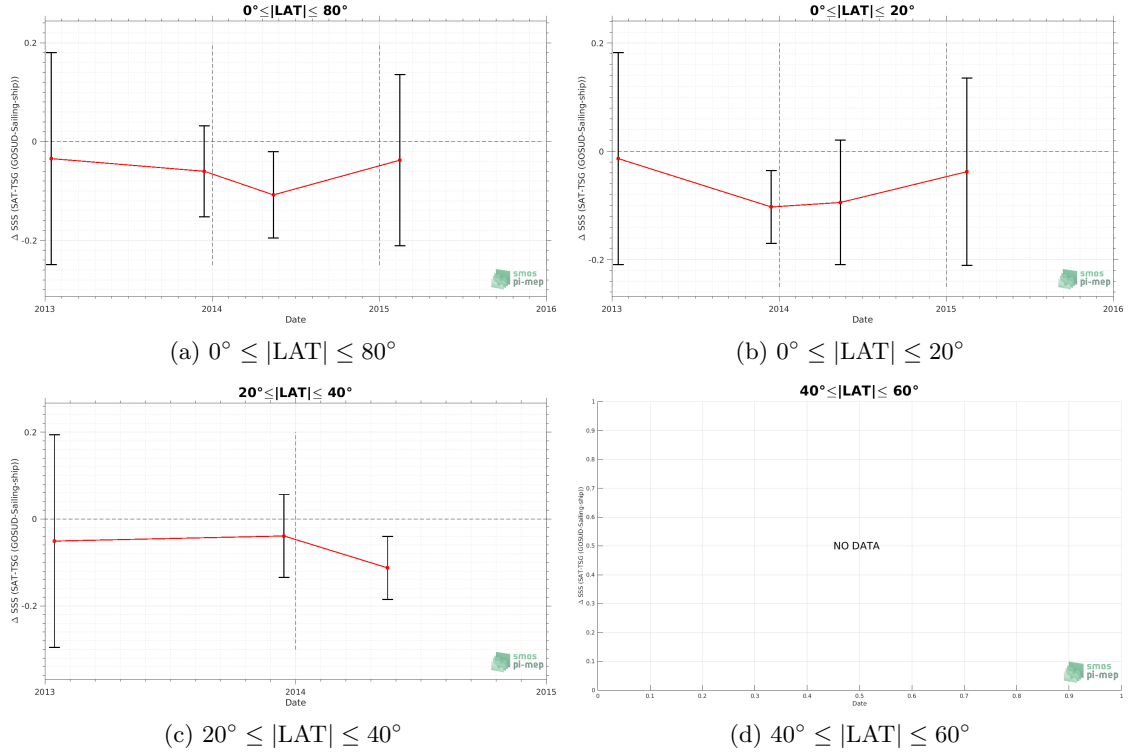 0°≤|LAT|≤ 80°
0.2
0
-0.2
Δ SSS (SAT-TSG (GOSUD-Sailing-ship))
2013
2014
2015
2016
Date
smos
pi-mep
(a) 0° ≤ |LAT| ≤ 80°
0°≤|LAT|≤ 20°
0.2
0
-0.2
Δ SSS (SAT-TSG (GOSUD-Sailing-ship))
2013
2014
2015
2016
Date
smos
pi-mep
(b) 0° ≤ |LAT| ≤ 20°
20°≤|LAT|≤ 40°
0.2
0
-0.2
Δ SSS (SAT-TSG (GOSUD-Sailing-ship))
2013
2014
2015
Date
smos
pi-mep
(c) 20° ≤ |LAT| ≤ 40°
40°≤|LAT|≤ 60°
1
0.9
0.8
0.7
0.6
0.5
0.4
0.3
0.2
0.1
0
Δ SSS (SAT-TSG (GOSUD-Sailing-ship))
NO DATA
0
0.1
0.2
0.3
0.4
0.5
0.6
0.7
0.8
0.9
1
Date
smos
pi-mep
(d) 40° ≤ |LAT| ≤ 60°